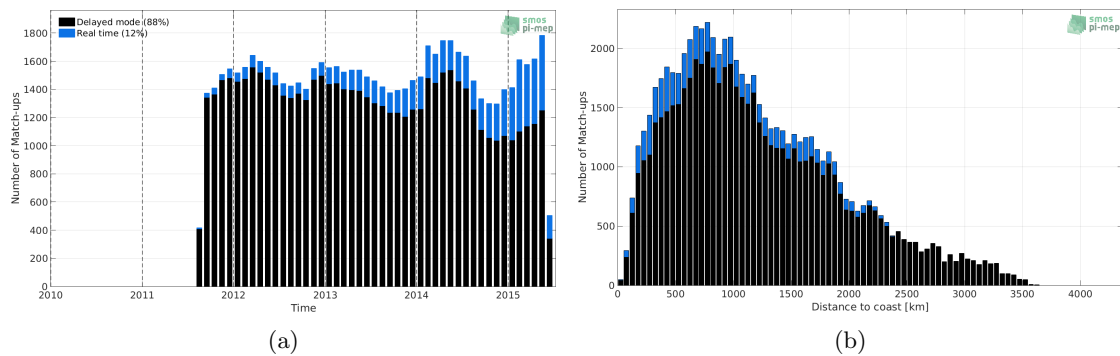 Delayed mode (88%)
Real time (12%)
smos
pi-mep
Number of Match-ups
1800
1600
1400
1200
1000
800
600
400
200
0
2010
2011
2012
2013
2014
2015
Time
(a)
smos
pi-mep
Number of Match-ups
2000
1500
1000
500
0
0
500
1000
1500
2000
2500
3000
3500
4000
Distance to coast [km]
(b)